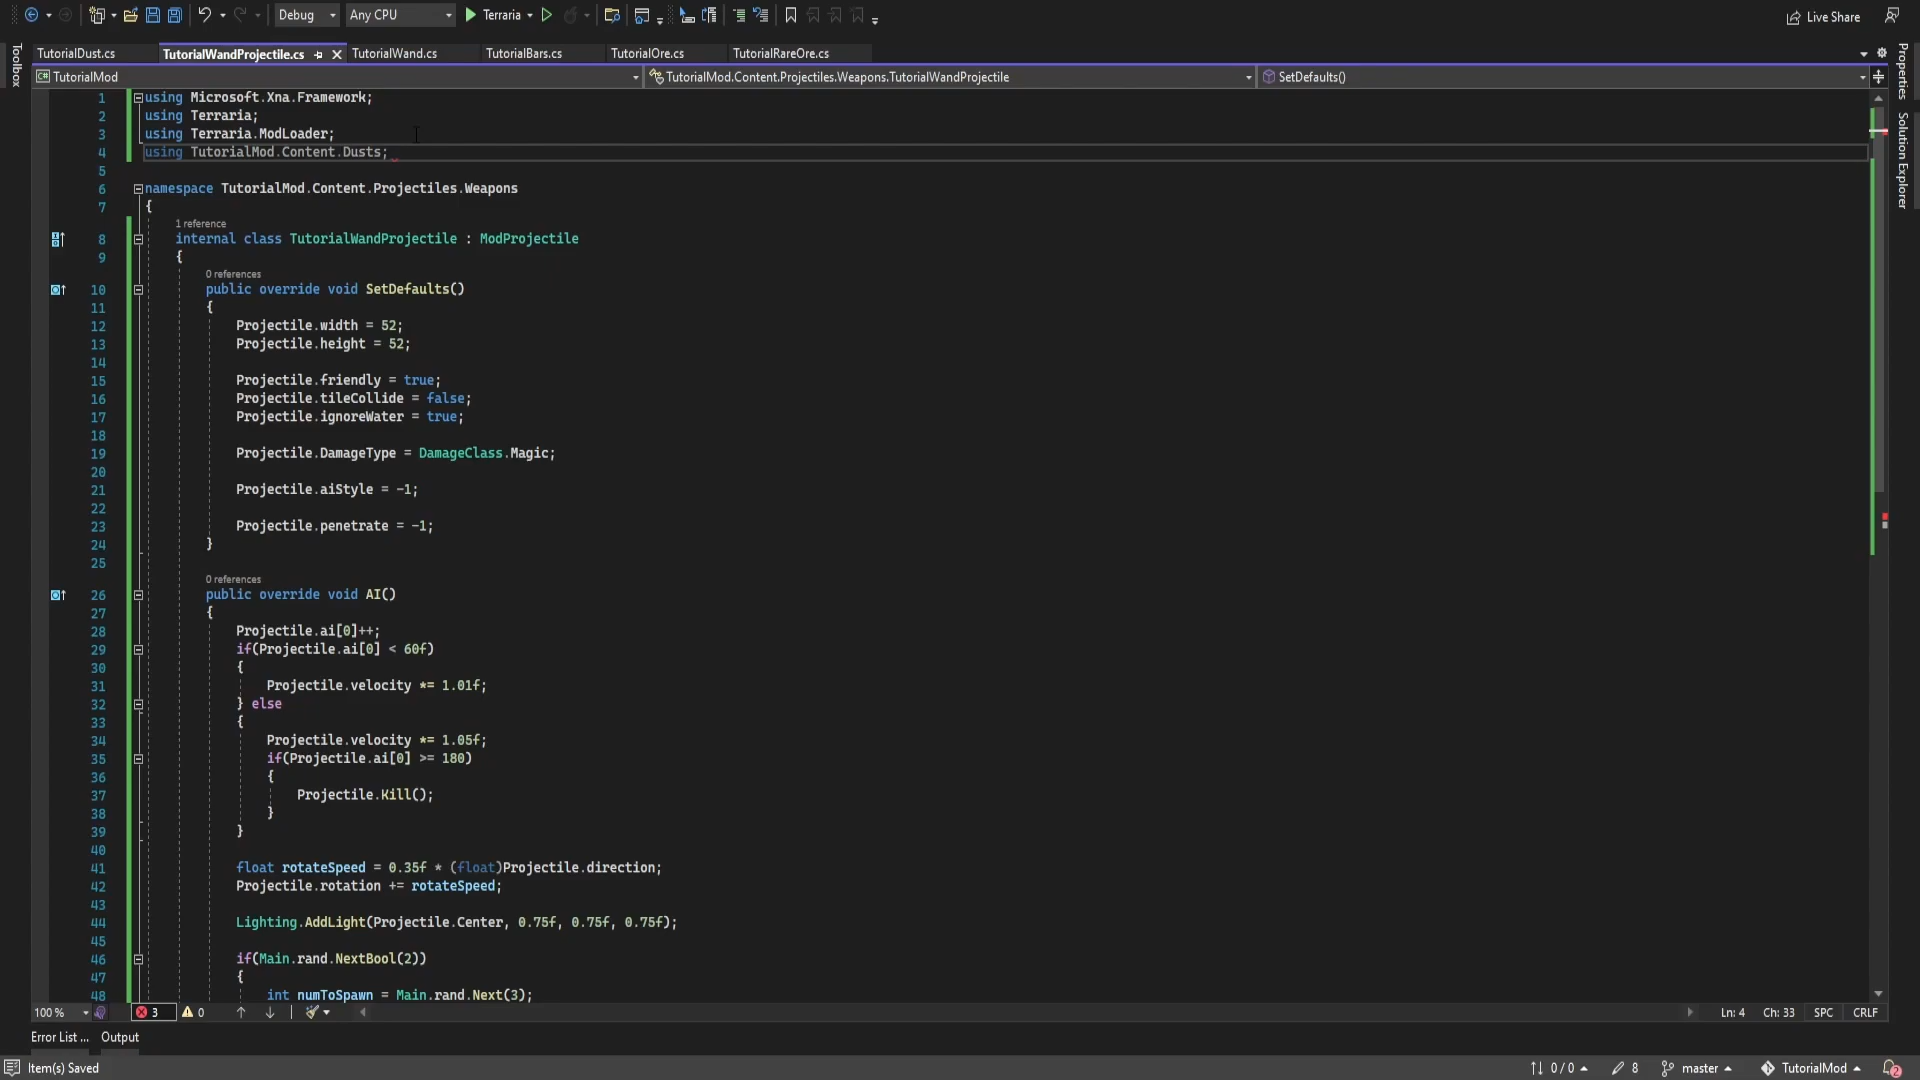 Debug Any CPU Terraria Live Share
TutorialDust.cs TutorialWandProjectile.cs TutorialWand.cs TutorialBars.cs TutorialOre.cs TutorialRareOre.cs
TutorialMod TutorialMod.Content.Projectiles.Weapons.TutorialWandProjectile SetDefaults()
Toolbox
Properties
Solution Explorer
1 using Microsoft.Xna.Framework;
2 using Terraria;
3 using Terraria.ModLoader;
4 using TutorialMod.Content.Dusts;
5
6 namespace TutorialMod.Content.Projectiles.Weapons
7 {
1 reference
8 internal class TutorialWandProjectile : ModProjectile
9 {
0 references
10 public override void SetDefaults()
11 {
12 Projectile.width = 52;
13 Projectile.height = 52;
14
15 Projectile.friendly = true;
16 Projectile.tileCollide = false;
17 Projectile.ignoreWater = true;
18
19 Projectile.DamageType = DamageClass.Magic;
20
21 Projectile.aiStyle = -1;
22
23 Projectile.penetrate = -1;
24 }
25
0 references
26 public override void AI()
27 {
28 Projectile.ai[0]++;
29 if(Projectile.ai[0] < 60f)
30 {
31 Projectile.velocity *= 1.01f;
32 } else
33 {
34 Projectile.velocity *= 1.05f;
35 if(Projectile.ai[0] >= 180)
36 {
37 Projectile.Kill();
38 }
39 }
40
41 float rotateSpeed = 0.35f * (float)Projectile.direction;
42 Projectile.rotation += rotateSpeed;
43
44 Lighting.AddLight(Projectile.Center, 0.75f, 0.75f, 0.75f);
45
46 if(Main.rand.NextBool(2))
47 {
48 int numToSpawn = Main.rand.Next(3);
100 % 3 0 Ln: 4 Ch: 33 SPC CRLF
Error List ... Output
Item(s) Saved 0 / 0 8 master TutorialMod 2